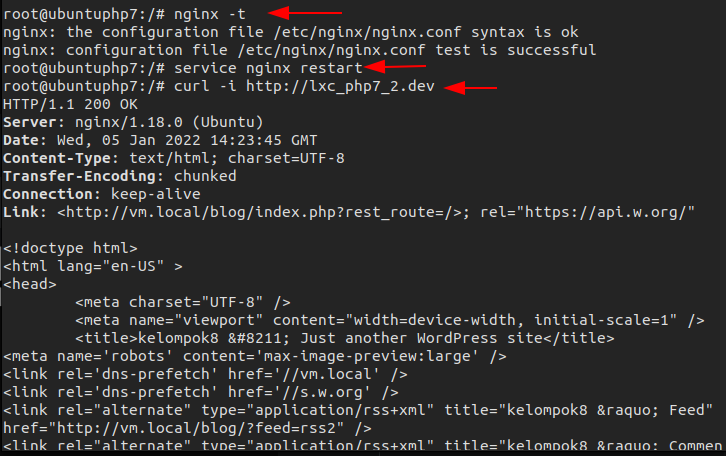 root@ubuntuphp7:/# nginx -t
nginx: the configuration file /etc/nginx/nginx.conf syntax is ok
nginx: configuration file /etc/nginx/nginx.conf test is successful
root@ubuntuphp7:/# service nginx restart
root@ubuntuphp7:/# curl -i http://lxc_php7_2.dev
HTTP/1.1 200 OK
Server: nginx/1.18.0 (Ubuntu)
Date: Wed, 05 Jan 2022 14:23:45 GMT
Content-Type: text/html; charset=UTF-8
Transfer-Encoding: chunked
Connection: keep-alive
Link: <http://vm.local/blog/index.php?rest_route=/>; rel="https://api.w.org/"

<!doctype html>
<html lang="en-US" >
<head>
        <meta charset="UTF-8" />
        <meta name="viewport" content="width=device-width, initial-scale=1" />
        <title>kelompok8 &#8211; Just another WordPress site</title>
<meta name='robots' content='max-image-preview:large' />
<link rel='dns-prefetch' href='//vm.local' />
<link rel='dns-prefetch' href='//s.w.org' />
<link rel="alternate" type="application/rss+xml" title="kelompok8 &raquo; Feed"
href="http://vm.local/blog/?feed=rss2" />
<link rel="alternate" type="application/rss+xml" title="kelompok8 &raquo; Commen